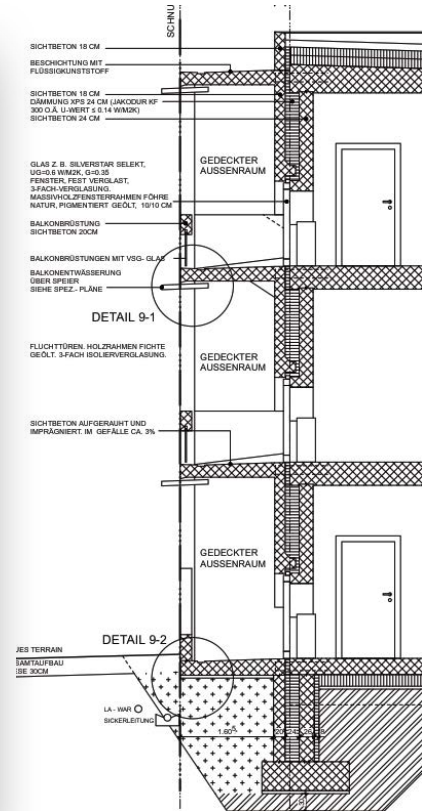 SCHNU
SICHTBETON 18 CM
BESCHICHTUNG MIT
FLÜSSIGKUNSTSTOFF
SICHTBETON 18 CM
DÄMMUNG XPS 24 CM (JAKODUR KF
300 O.Ä. U-WERT ≤ 0.14 W/M2K)
SICHTBETON 24 CM
GLAS Z. B. SILVERSTAR SELEKT,
UG=0.6 W/M2K, G=0.35
FENSTER, FEST VERGLAST,
3-FACH-VERGLASUNG.
MASSIVHOLZFENSTERRAHMEN FÖHRE
NATUR, PIGMENTIERT GEÖLT, 10/10 CM
GEDECKTER
AUSSENRAUM
BALKONBRÜSTUNG
SICHTBETON 20CM
BALKONBRÜSTUNGEN MIT VSG- GLAS
BALKONENTWÄSSERUNG
ÜBER SPEIER
SIEHE SPEZ.- PLÄNE
DETAIL 9-1
FLUCHTTÜREN. HOLZRAHMEN FICHTE
GEÖLT. 3-FACH ISOLIERVERGLASUNG.
GEDECKTER
AUSSENRAUM
SICHTBETON AUFGERAUHT UND
IMPRÄGNIERT. IM GEFÄLLE CA. 3%
GEDECKTER
AUSSENRAUM
DETAIL 9-2
UES TERRAIN
SAMTAUFBAU
SE 30CM
LA - WAR
SICKERLEITUNG
1.60 20 24 26 8